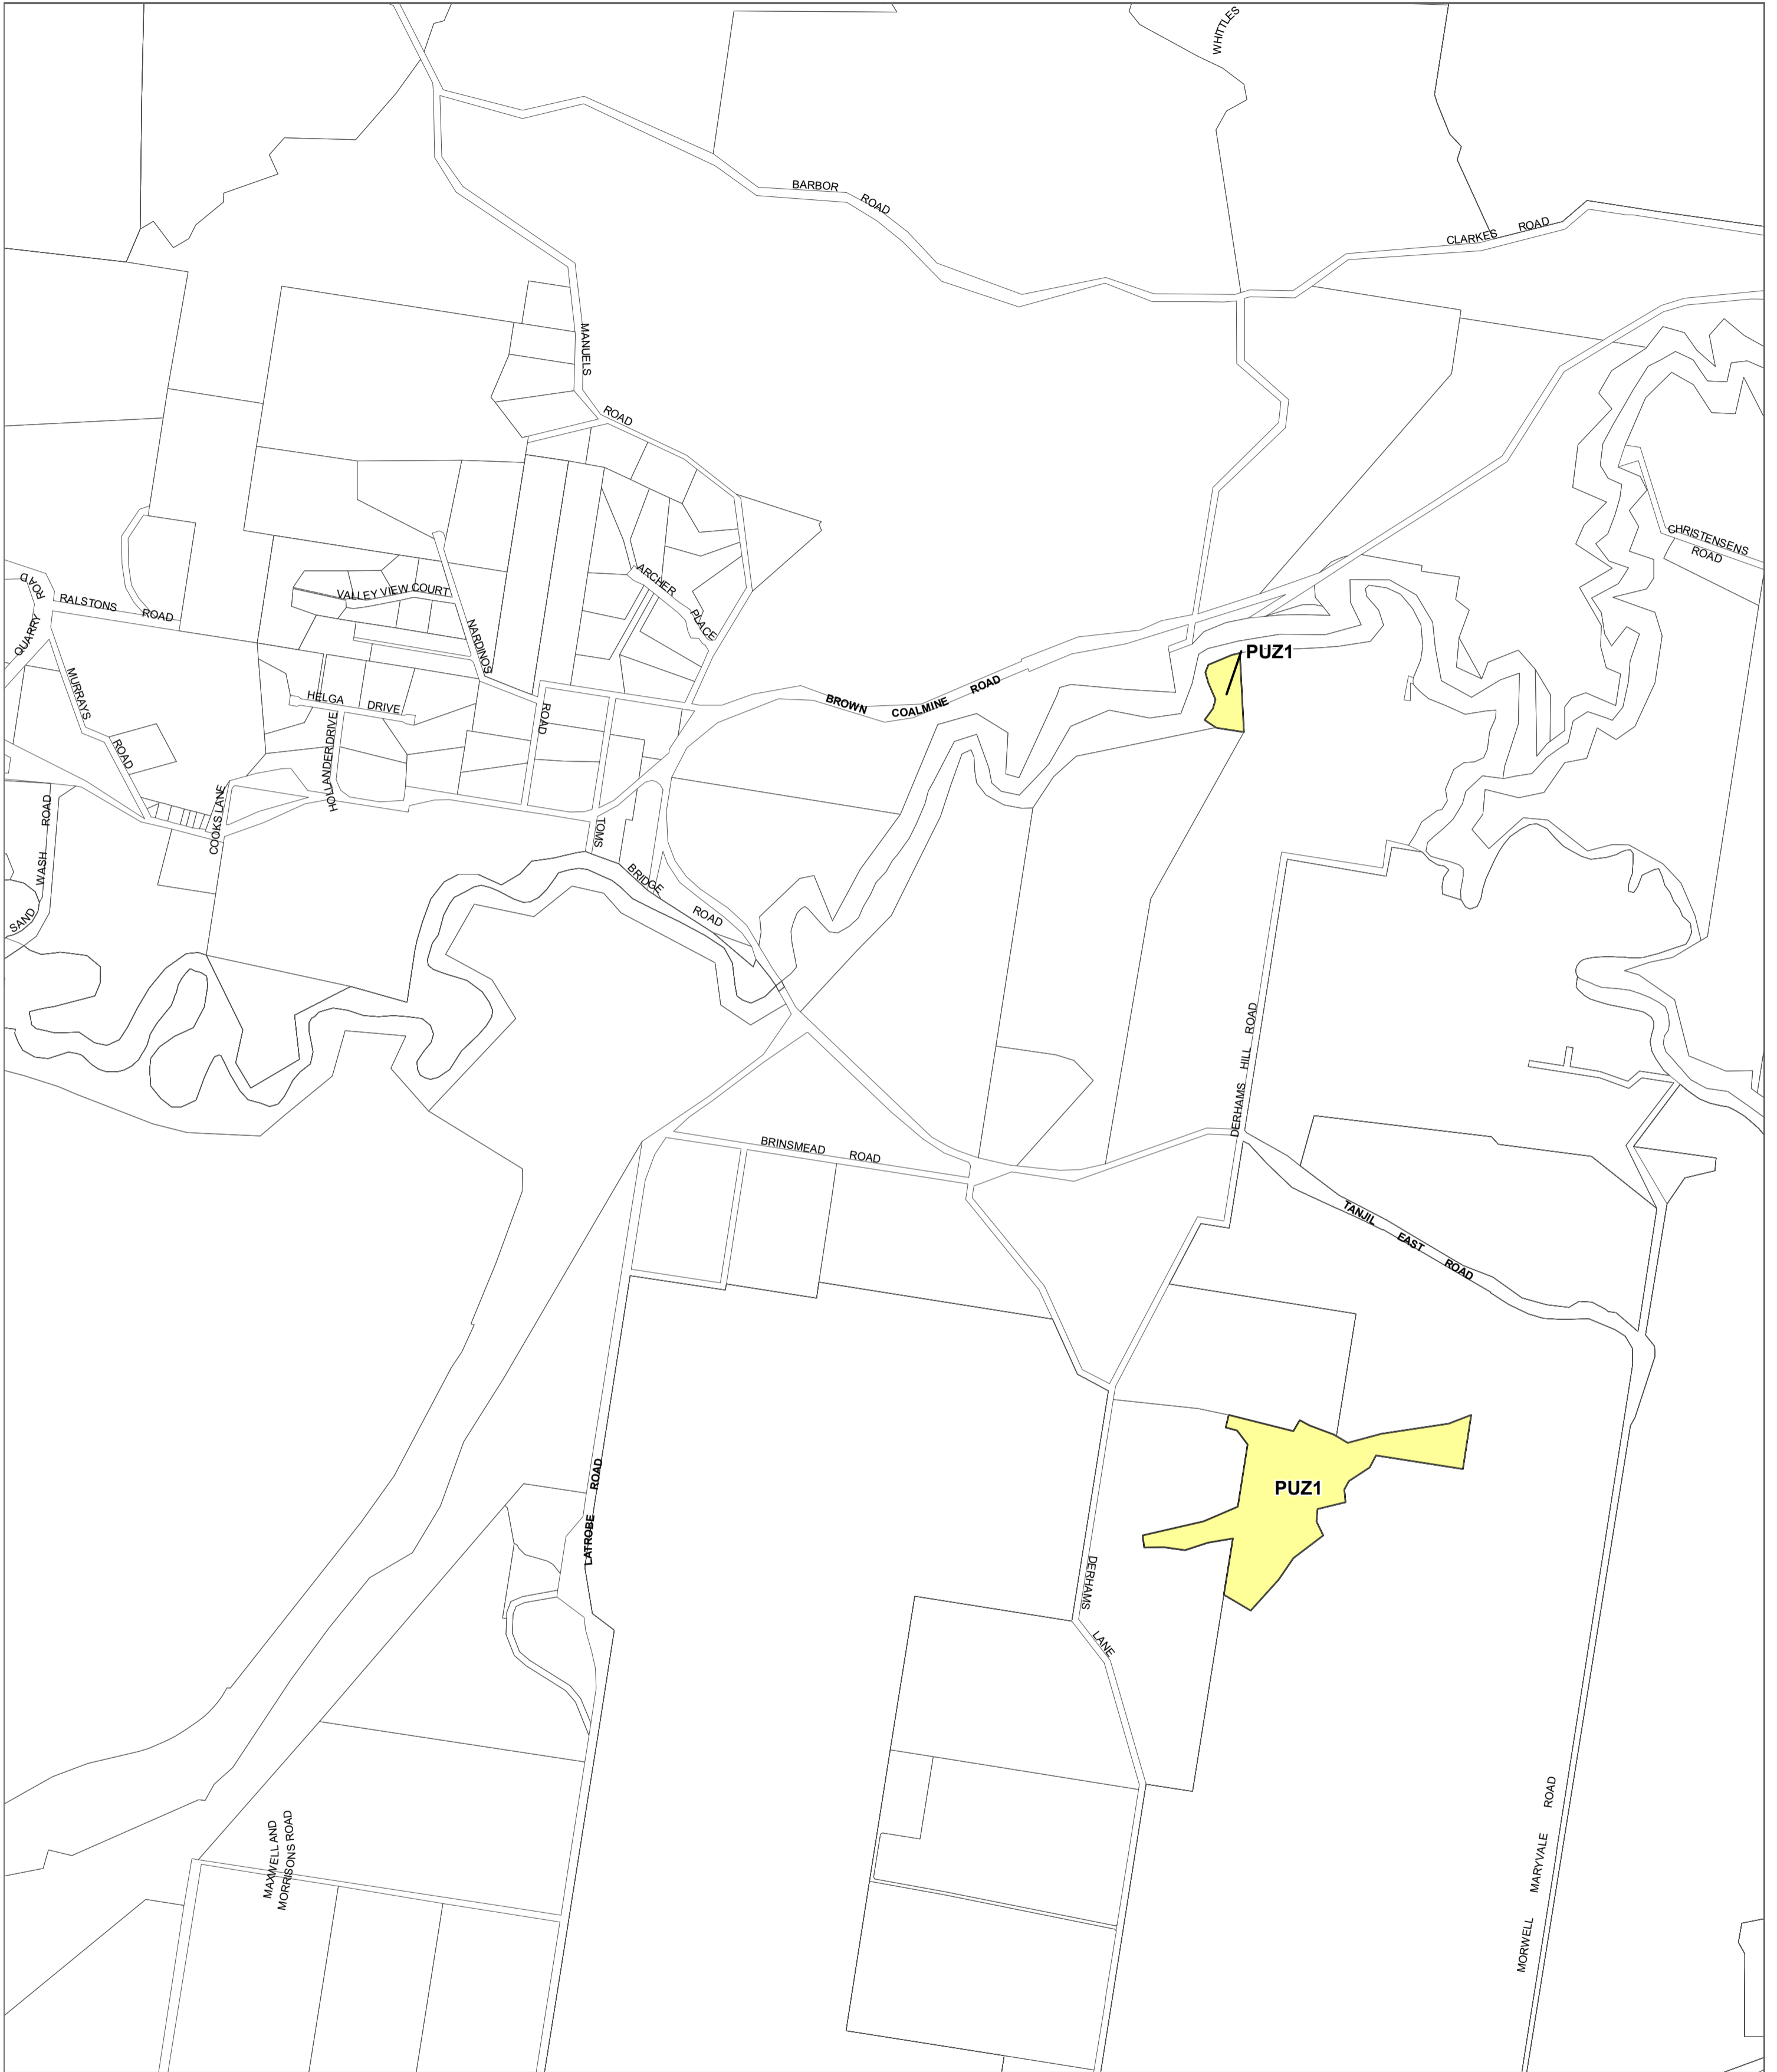 WHITTLES
BARBOR ROAD
CLARKES ROAD
MANUELS ROAD
CHRISTENSENS ROAD
ARCHER PLACE
VALLEY VIEW COURT
RALSTONS ROAD
QUARRY ROAD
NARDINOS ROAD
PUZ1
MURRAYS ROAD
HELGA DRIVE
BROWN COALMINE ROAD
HOLLANDER DRIVE
COOKS LANE
TOMS BRIDGE ROAD
SAND WASH ROAD
DERHAMS HILL ROAD
BRINSMEAD ROAD
TANJIL EAST ROAD
PUZ1
LATROBE ROAD
DERHAMS LANE
MAXWELL AND
MORRISONS ROAD
MORWELL MARYVALE ROAD